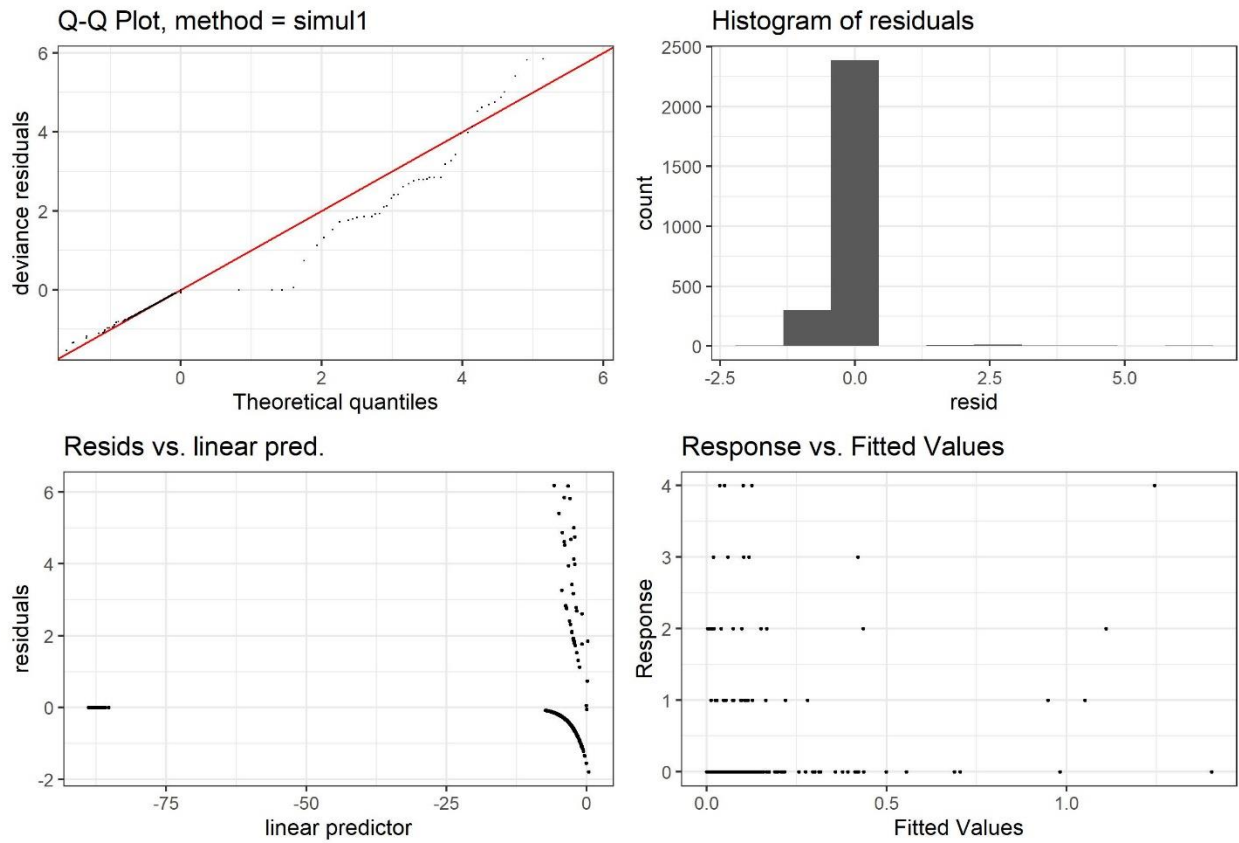 Q-Q Plot, method = simul1
6
4
2
0
deviance residuals
0 2 4 6
Theoretical quantiles
Histogram of residuals
2500
2000
1500
1000
500
0
count
-2.5 0.0 2.5 5.0
resid
Resids vs. linear pred.
6
4
2
0
-2
residuals
-75 -50 -25 0
linear predictor
Response vs. Fitted Values
4
3
2
1
0
Response
0.0 0.5 1.0
Fitted Values